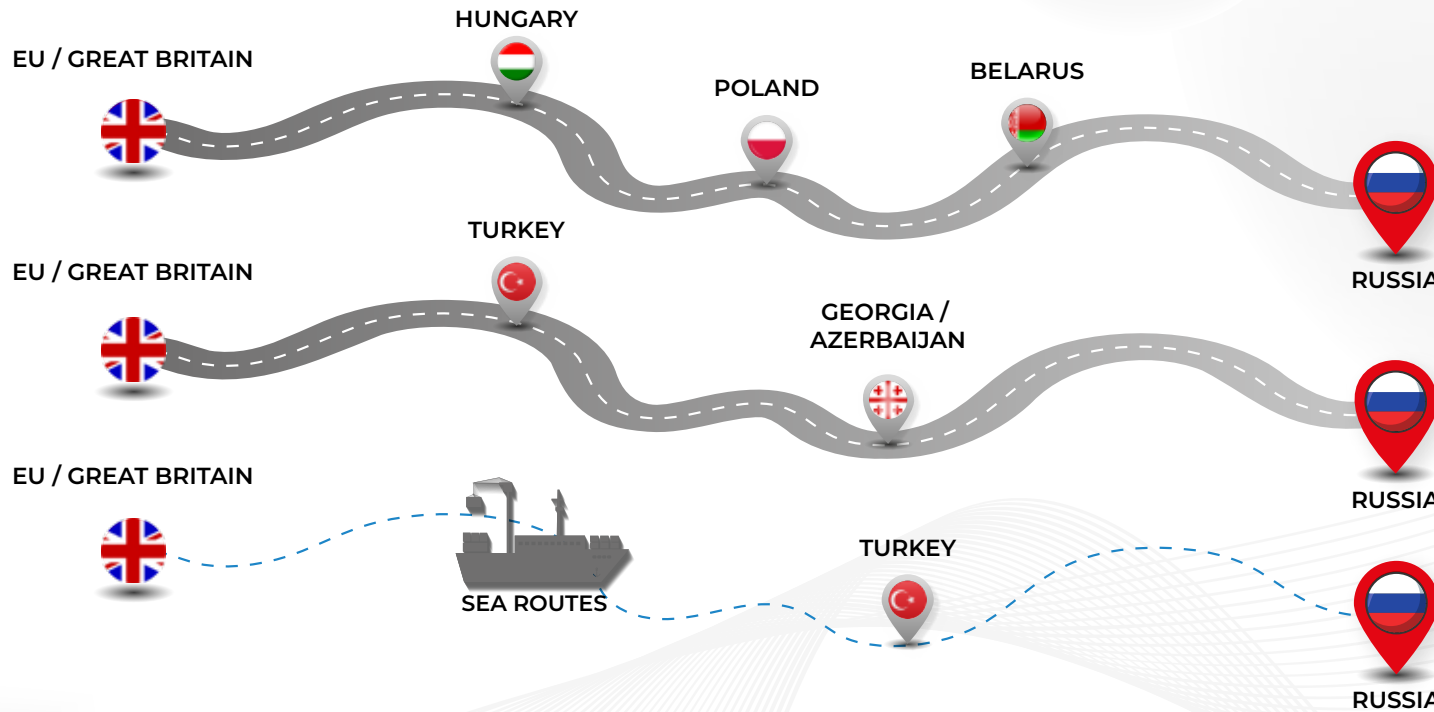 HUNGARY
EU / GREAT BRITAIN
POLAND
BELARUS
RUSSIA
TURKEY
EU / GREAT BRITAIN
GEORGIA /
AZERBAIJAN
RUSSIA
EU / GREAT BRITAIN
SEA ROUTES
TURKEY
RUSSIA